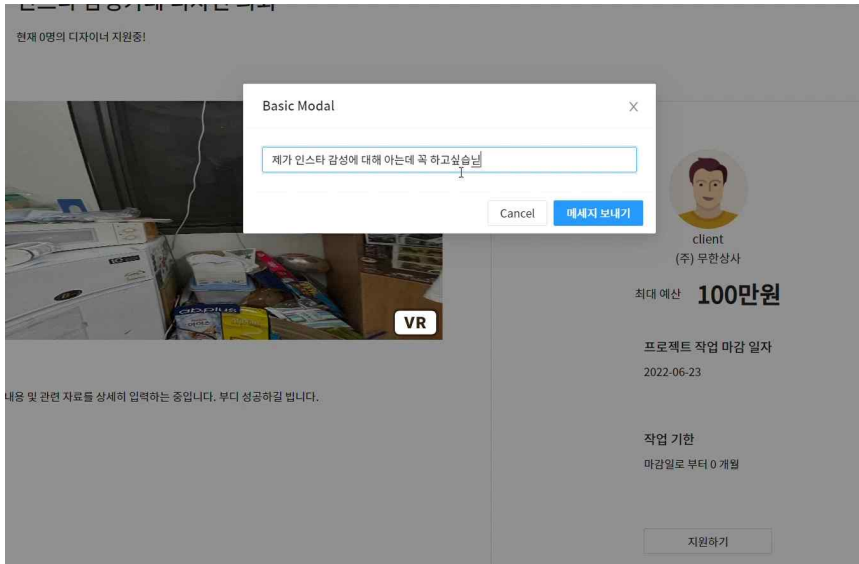 현재 0명의 디자이너 지원중!
Basic Modal
제가 인스타 감성에 대해 아는데 꼭 하고싶습닏
Cancel
메세지 보내기
VR
client
(주) 무한상사
최대 예산 100만원
프로젝트 작업 마감 일자
2022-06-23
내용 및 관련 자료를 상세히 입력하는 중입니다. 부디 성공하길 빕니다.
작업 기한
마감일로 부터 0 개월
지원하기